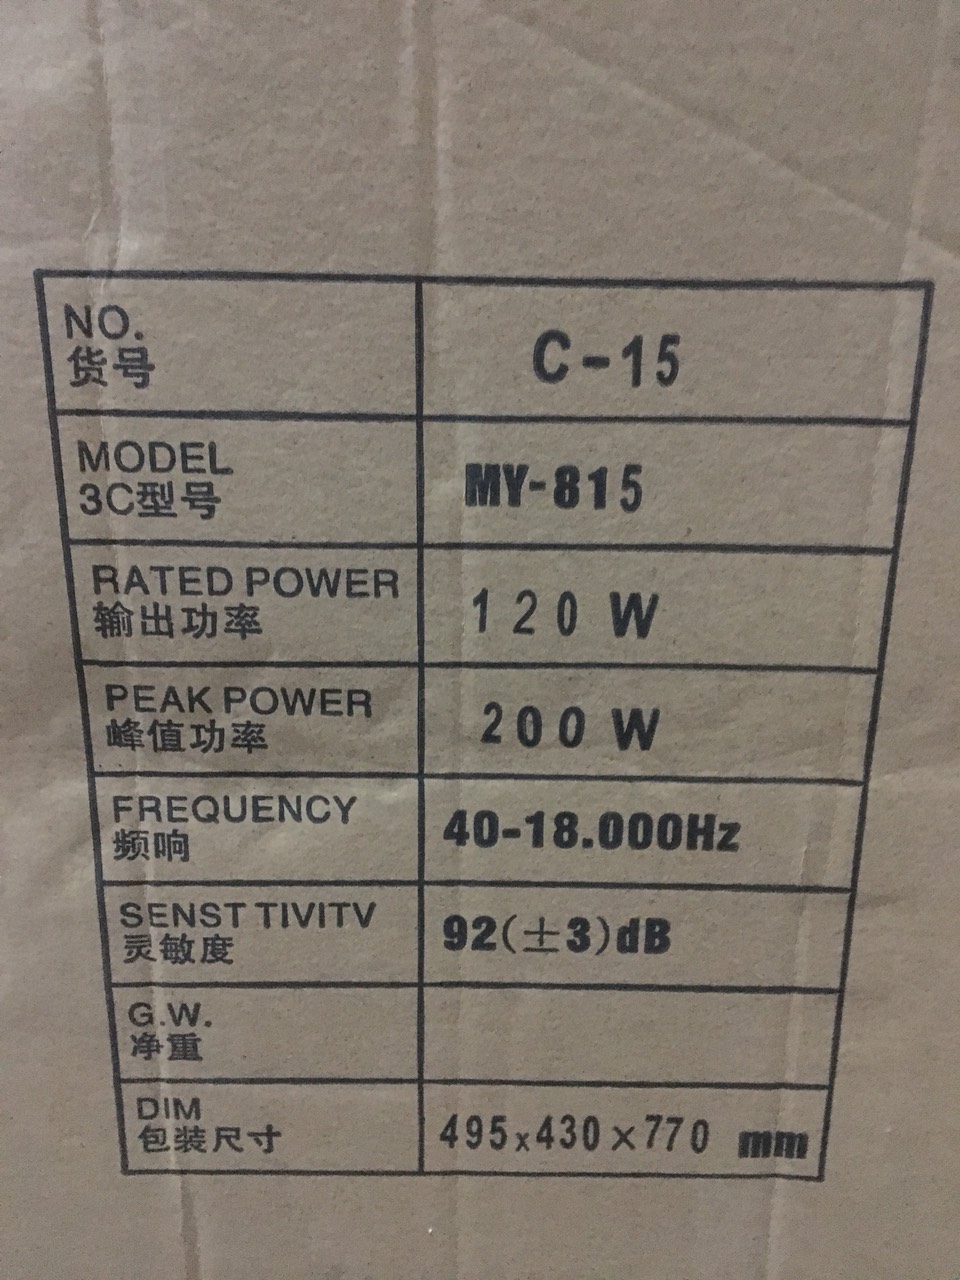 NO.
货号
C-15
MODEL
3C型号
MY-815
RATED POWER
输出功率
120 W
PEAK POWER
峰值功率
200 W
FREQUENCY
频响
40-18.000Hz
SENST TIVITV
灵敏度
92(±3)dB
G.W.
净重
DIM
包装尺寸
495x430×770 mm